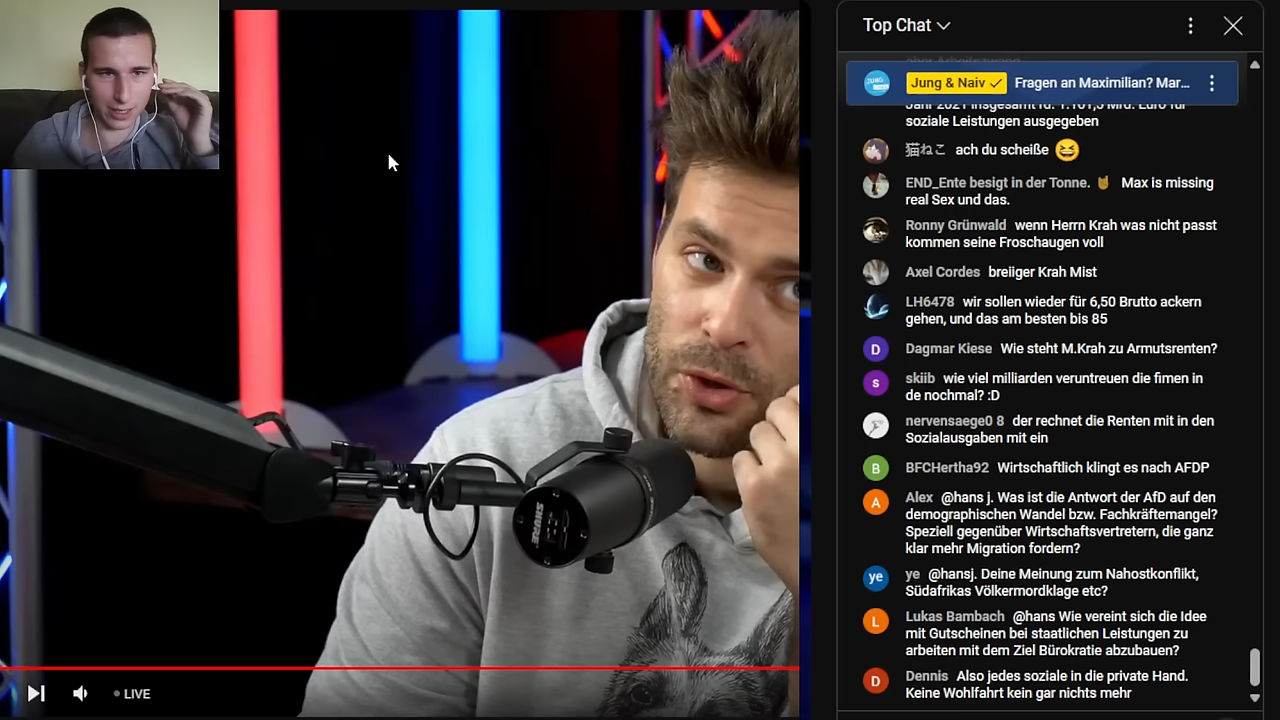 Top Chat
Jung & Naiv Fragen an Maximilian? Mar...
Jahr 2021 insgesamt rd.
soziale Leistungen ausgegeben
猫ねこ ach du scheiße
END_Ente besigt in der Tonne. Max is missing
real Sex und das.
Ronny Grünwald wenn Herrn Krah was nicht passt
kommen seine Froschaugen voll
Axel Cordes breiiger Krah Mist
LH6478 wir sollen wieder für 6,50 Brutto ackern
gehen, und das am besten bis 85
D
Dagmar Kiese Wie steht M.Krah zu Armutsrenten?
s
skiib wie viel milliarden veruntreuen die fimen in
de nochmal? :D
nervensaege0 8 der rechnet die Renten mit in den
Sozialausgaben mit ein
B
BFCHertha92 Wirtschaftlich klingt es nach AFDP
A
Alex @hans j. Was ist die Antwort der AfD auf den
demographischen Wandel bzw. Fachkräftemangel?
Speziell gegenüber Wirtschaftsvertretern, die ganz
klar mehr Migration fordern?
ye
ye @hansj. Deine Meinung zum Nahostkonflikt,
Südafrikas Völkermordklage etc?
L
Lukas Bambach @hans Wie vereint sich die Idee
mit Gutscheinen bei staatlichen Leistungen zu
arbeiten mit dem Ziel Bürokratie abzubauen?
D
Dennis Also jedes soziale in die private Hand.
Keine Wohlfahrt kein gar nichts mehr
SHURE
LIVE